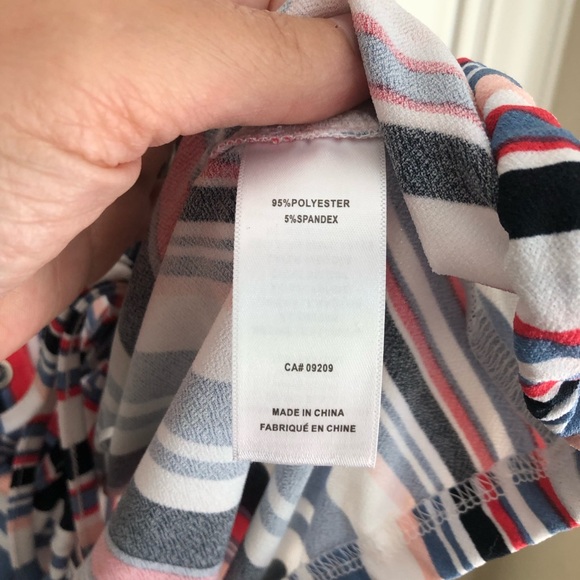 95%POLYESTER
5%SPANDEX
CA# 09209
MADE IN CHINA
FABRIQUÉ EN CHINE